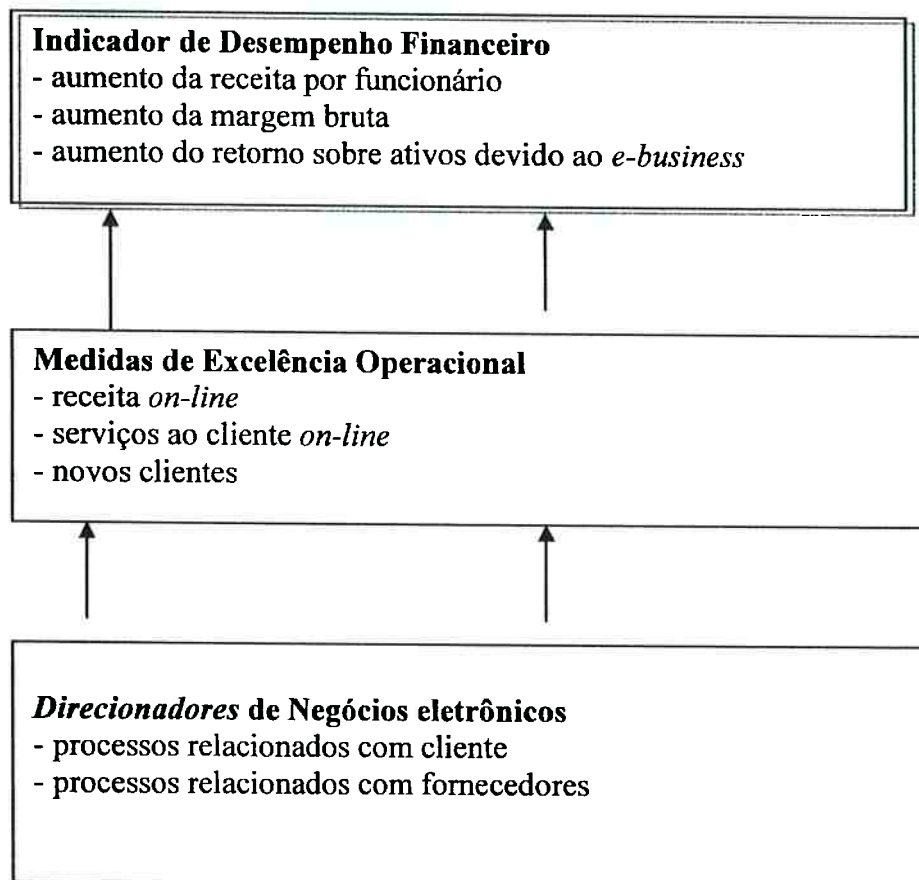 Indicador de Desempenho Financeiro
- aumento da receita por funcionário
- aumento da margem bruta
- aumento do retorno sobre ativos devido ao e-business
Medidas de Excelência Operacional
- receita on-line
- serviços ao cliente on-line
- novos clientes
Direcionadores de Negócios eletrônicos
- processos relacionados com cliente
- processos relacionados com fornecedores